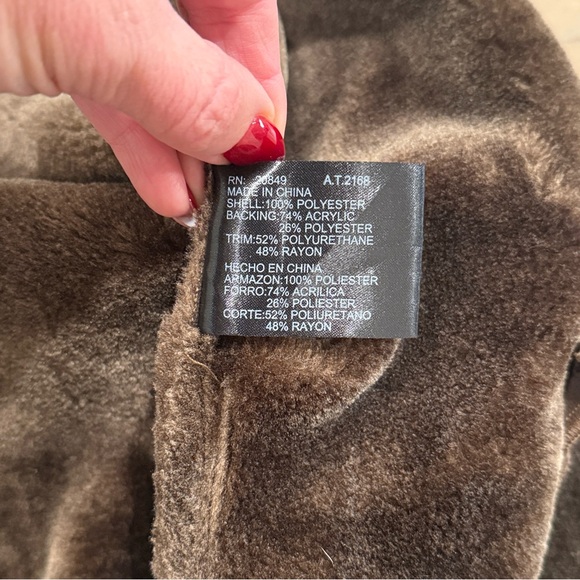 RN: 20849 A.T.2168
MADE IN CHINA
SHELL:100% POLYESTER
BACKING:74% ACRYLIC
26% POLYESTER
TRIM:52% POLYURETHANE
48% RAYON
HECHO EN CHINA
ARMAZON:100% POLIESTER
FORRO:74% ACRILICA
26% POLIESTER
CORTE:52% POLIURETANO
48% RAYON